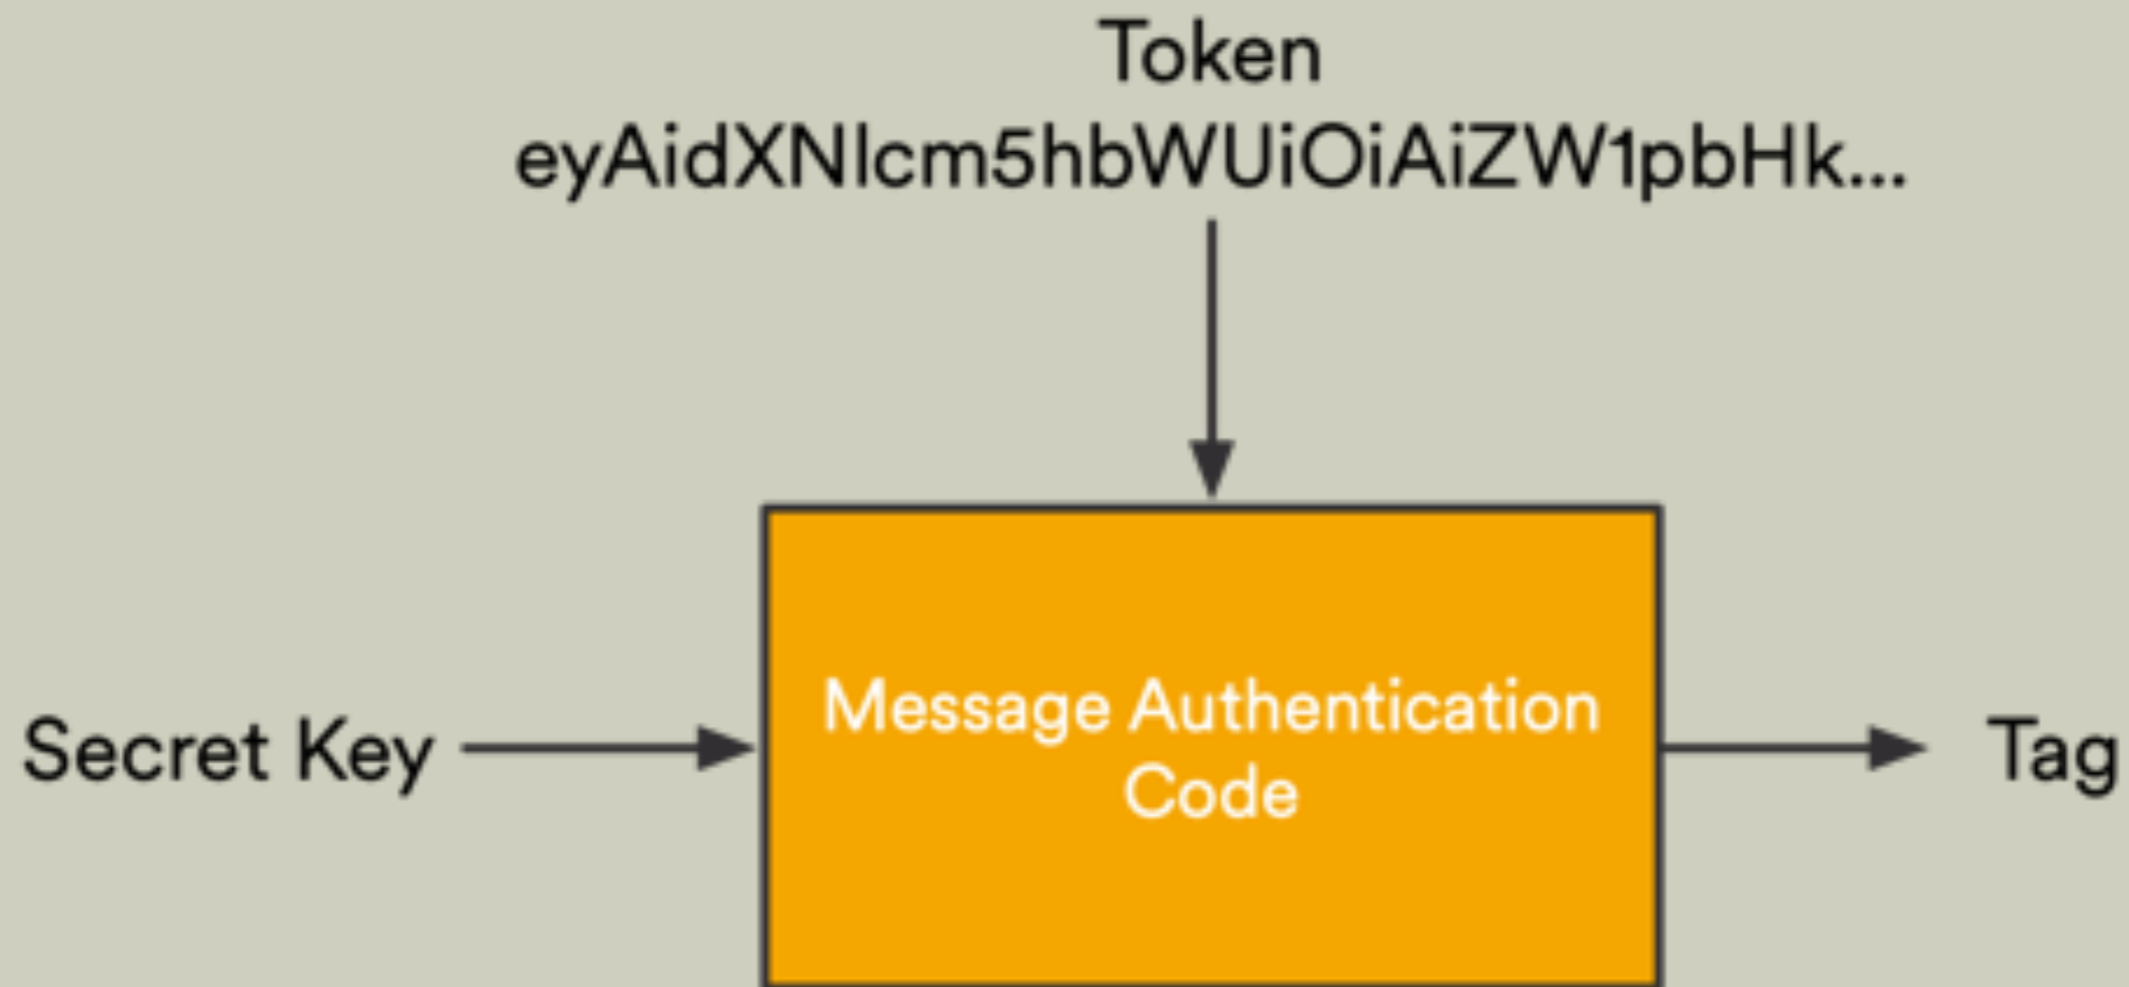 Token
eyAidXNlcm5hbWUiOiAiZW1pbHk...
Secret Key
Message Authentication
Code
Tag